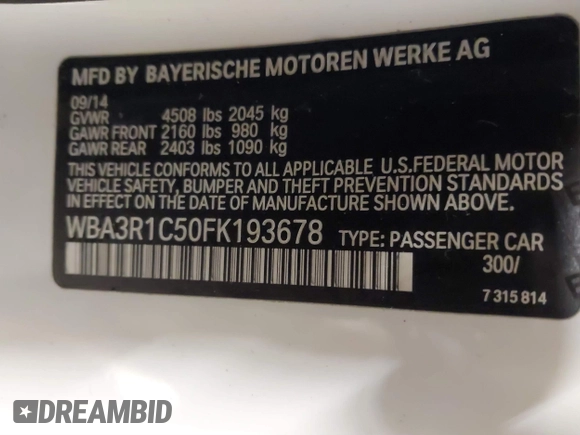 MFD BY BAYERISCHE MOTOREN WERKE AG
09/14
GVWR 4508 lbs 2045 kg
GAWR FRONT 2160 lbs 980 kg
GAWR REAR 2403 lbs 1090 kg
THIS VEHICLE CONFORMS TO ALL APPLICABLE U.S.FEDERAL MOTOR
VEHICLE SAFETY, BUMPER AND THEFT PREVENTION STANDARDS
IN EFFECT ON THE DATE OF MANUFACTURE SHOWN ABOVE.
WBA3R1C50FK193678 TYPE: PASSENGER CAR
300/
7 315 814
DREAMBID